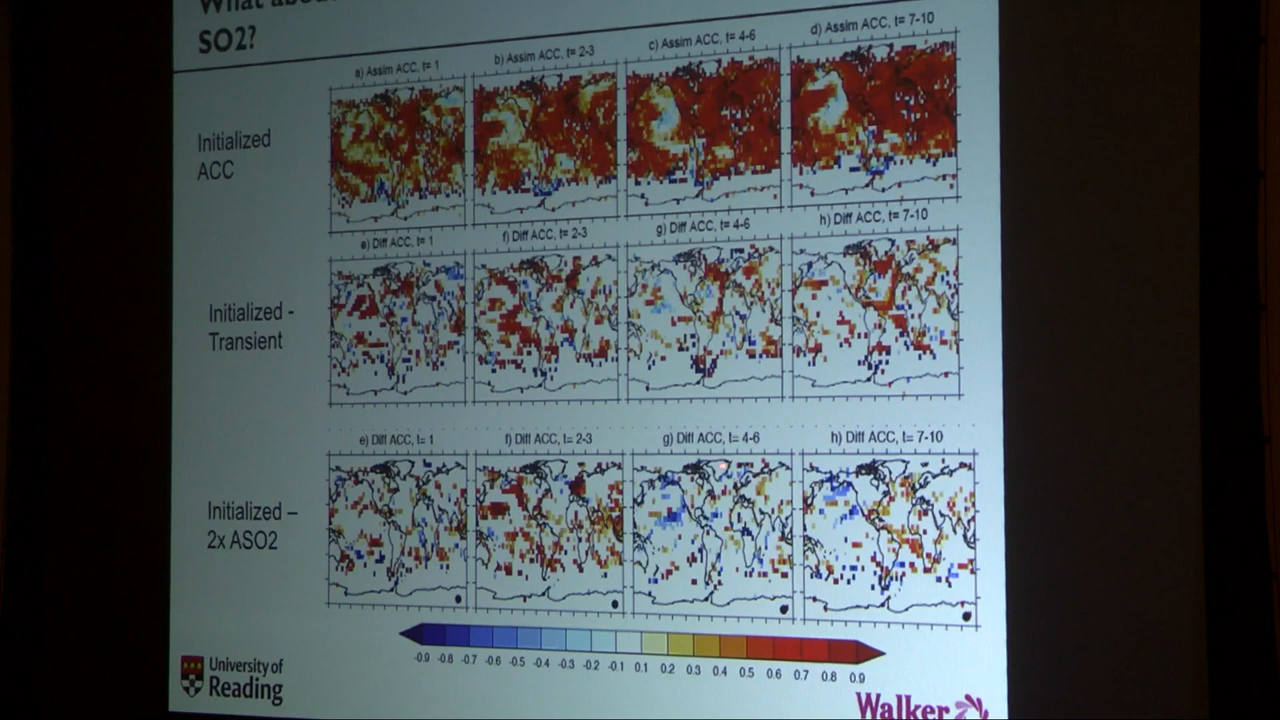 What
SO2?
a) Assim ACC, t= 1
b) Assim ACC, t= 2-3
c) Assim ACC, t= 4-6
d) Assim ACC, t= 7-10
Initialized
ACC
e) Diff ACC, t= 1
f) Diff ACC, t= 2-3
g) Diff ACC, t= 4-6
h) Diff ACC, t= 7-10
Initialized -
Transient
e) Diff ACC, t= 1
f) Diff ACC, t= 2-3
g) Diff ACC, t= 4-6
h) Diff ACC, t= 7-10
Initialized –
2x ASO2
-0.9 -0.8 -0.7 -0.6 -0.5 -0.4 -0.3 -0.2 -0.1 0.1 0.2 0.3 0.4 0.5 0.6 0.7 0.8 0.9
University of
Reading
Walker